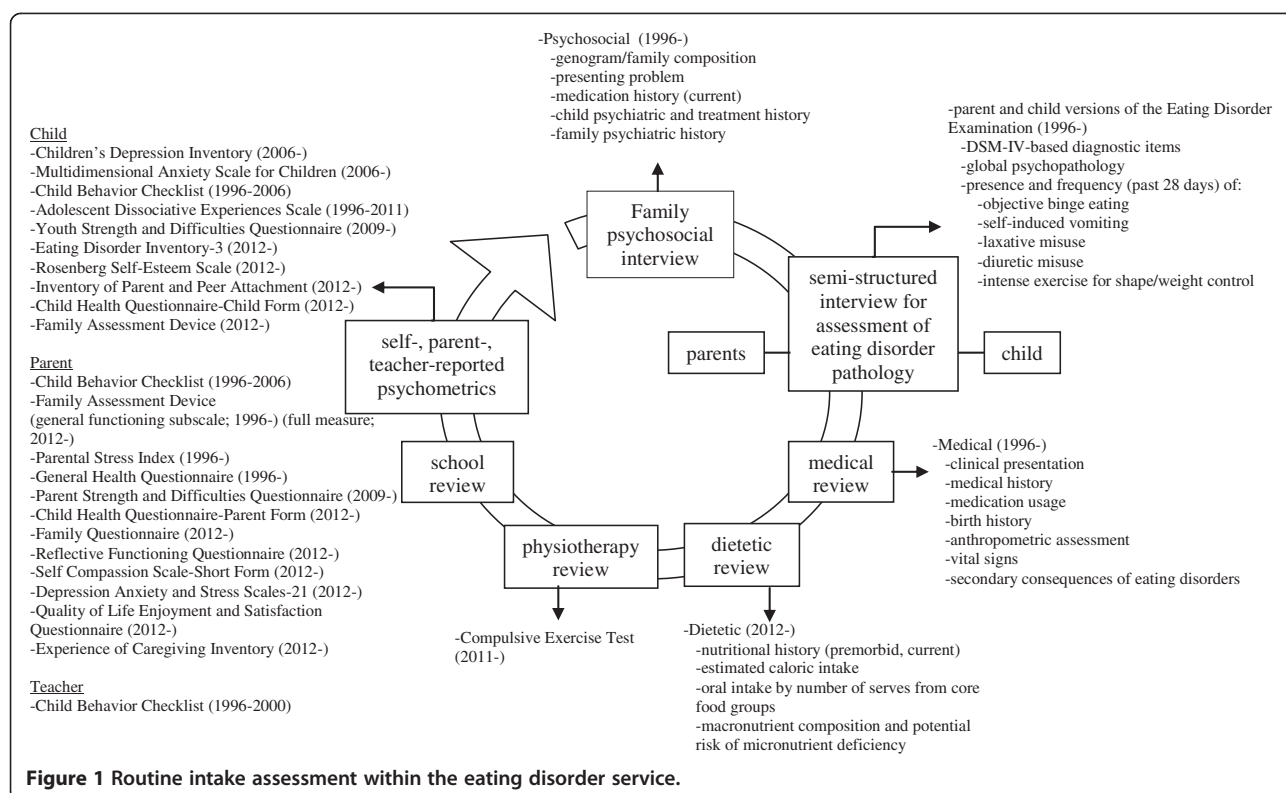 -Psychosocial (1996-)
-genogram/family composition
-presenting problem
-medication history (current)
-child psychiatric and treatment history
-family psychiatric history
-parent and child versions of the Eating Disorder
Examination (1996-)
-DSM-IV-based diagnostic items
-global psychopathology
-presence and frequency (past 28 days) of:
-objective binge eating
-self-induced vomiting
-laxative misuse
-diuretic misuse
-intense exercise for shape/weight control
Child
-Children's Depression Inventory (2006-)
-Multidimensional Anxiety Scale for Children (2006-)
-Child Behavior Checklist (1996-2006)
-Adolescent Dissociative Experiences Scale (1996-2011)
-Youth Strength and Difficulties Questionnaire (2009-)
-Eating Disorder Inventory-3 (2012-)
-Rosenberg Self-Esteem Scale (2012-)
-Inventory of Parent and Peer Attachment (2012-)
-Child Health Questionnaire-Child Form (2012-)
-Family Assessment Device (2012-)
Parent
-Child Behavior Checklist (1996-2006)
-Family Assessment Device
(general functioning subscale; 1996-) (full measure;
2012-)
-Parental Stress Index (1996-)
-General Health Questionnaire (1996-)
-Parent Strength and Difficulties Questionnaire (2009-)
-Child Health Questionnaire-Parent Form (2012-)
-Family Questionnaire (2012-)
-Reflective Functioning Questionnaire (2012-)
-Self Compassion Scale-Short Form (2012-)
-Depression Anxiety and Stress Scales-21 (2012-)
-Quality of Life Enjoyment and Satisfaction
Questionnaire (2012-)
-Experience of Caregiving Inventory (2012-)
Teacher
-Child Behavior Checklist (1996-2000)
Family
psychosocial
interview
semi-structured
interview for
assessment of
eating disorder
pathology
parents
child
self-, parent-,
teacher-reported
psychometrics
school
review
medical
review
physiotherapy
review
dietetic
review
-Medical (1996-)
-clinical presentation
-medical history
-medication usage
-birth history
-anthropometric assessment
-vital signs
-secondary consequences of eating disorders
-Compulsive Exercise Test
(2011-)
-Dietetic (2012-)
-nutritional history (premorbid, current)
-estimated caloric intake
-oral intake by number of serves from core
food groups
-macronutrient composition and potential
risk of micronutrient deficiency
Figure 1 Routine intake assessment within the eating disorder service.